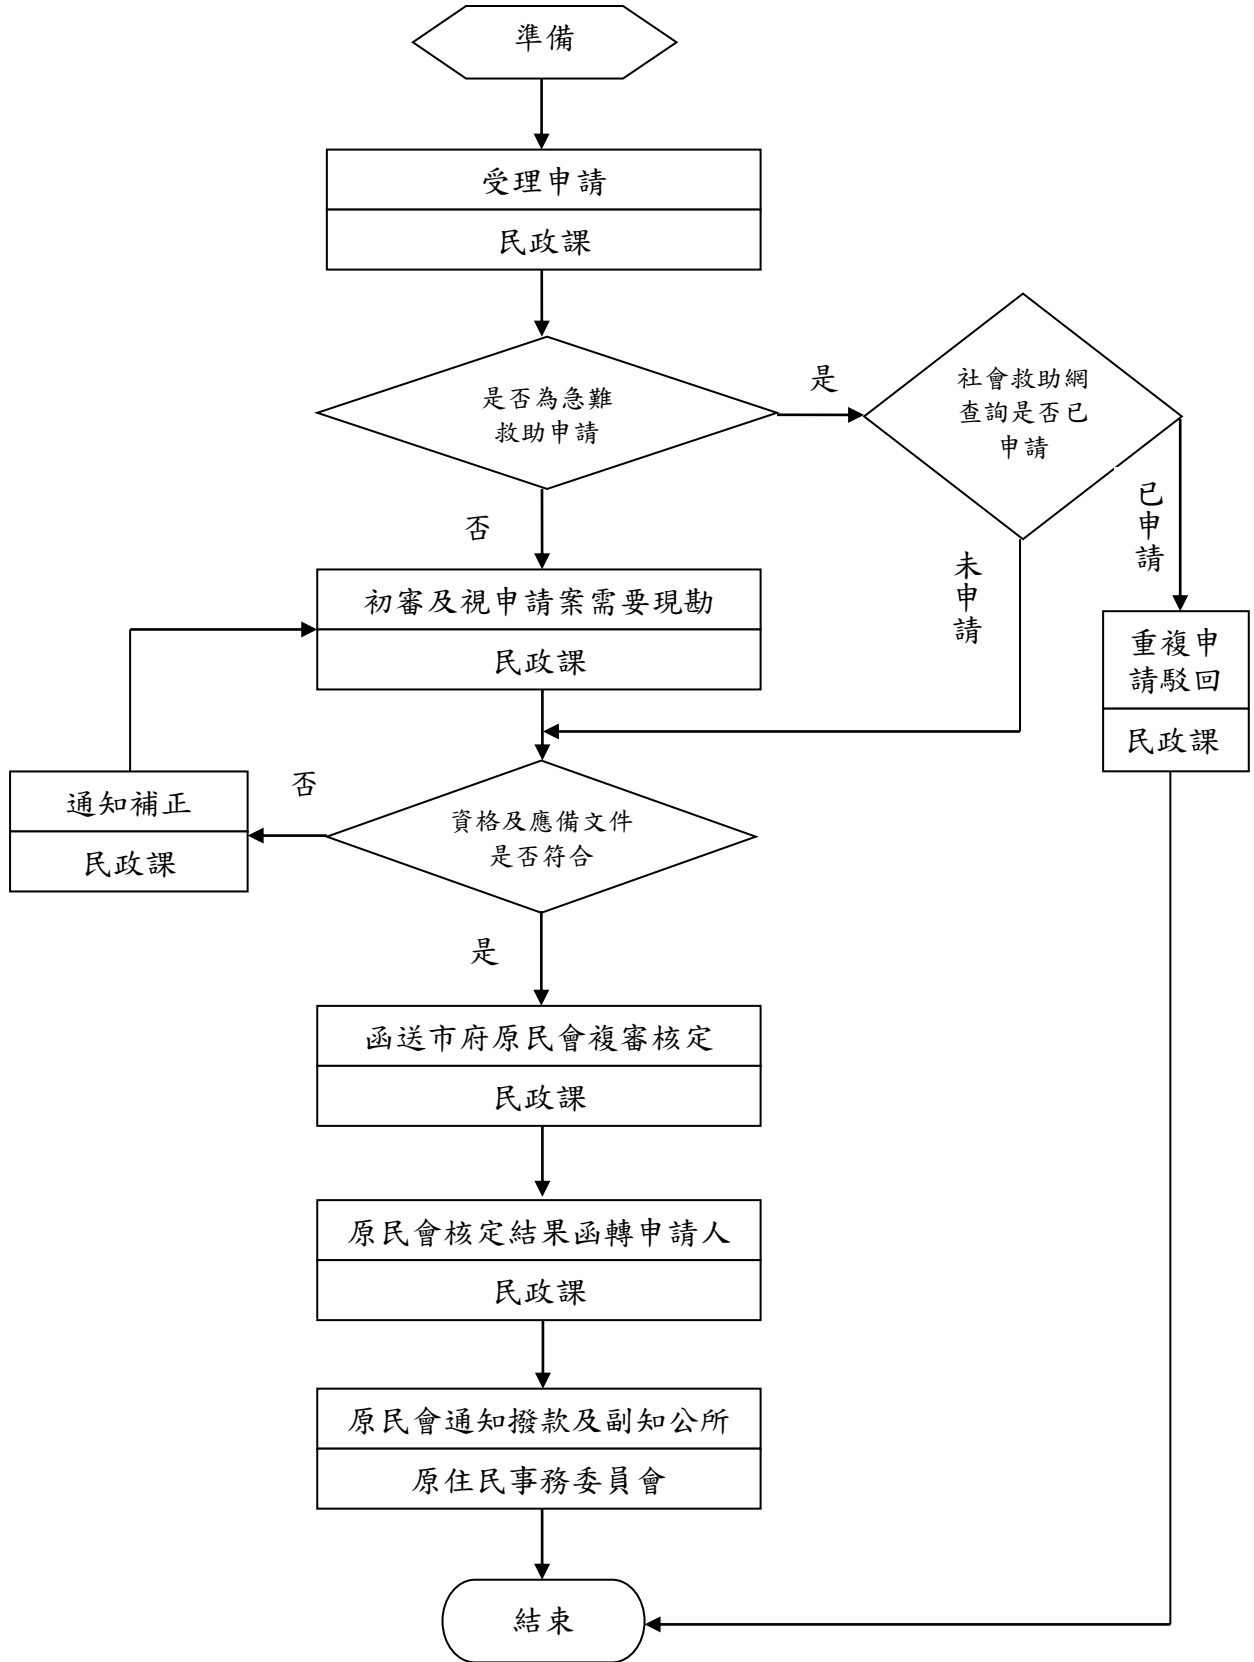 準備
受理申請
民政課
是否為急難
救助申請
是
社會救助網
查詢是否已
申請
否
未申請
已申請
初審及視申請案需要現勘
民政課
重複申
請駁回
民政課
通知補正
民政課
否
資格及應備文件
是否符合
是
函送市府原民會複審核定
民政課
原民會核定結果函轉申請人
民政課
原民會通知撥款及副知公所
原住民事務委員會
結束